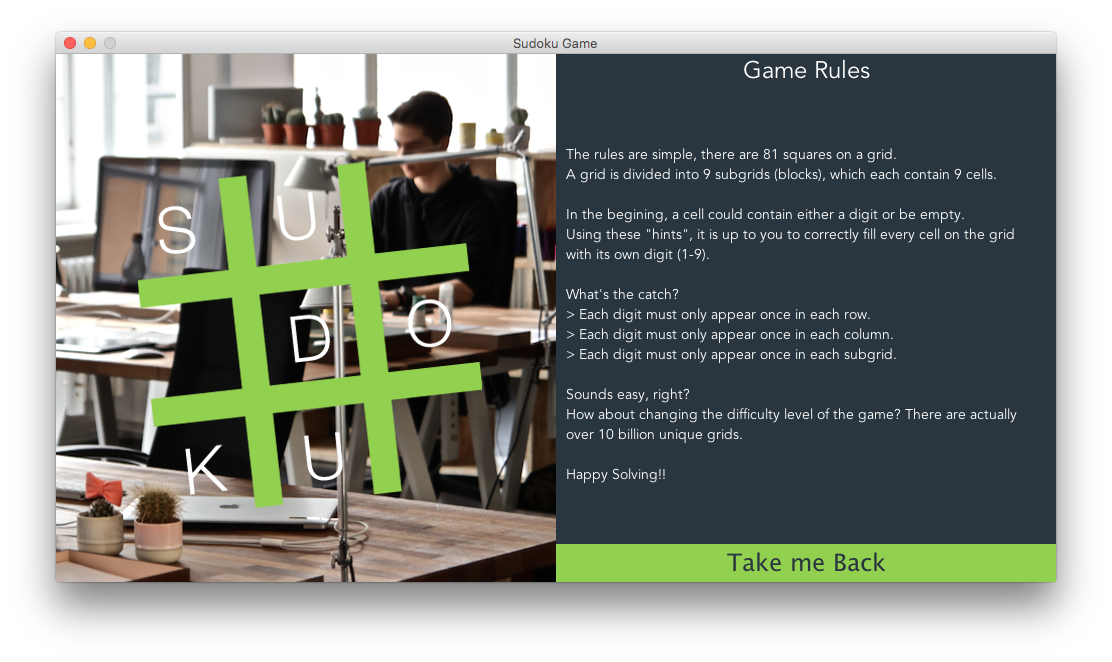 Sudoku Game
S U
D O
K U
Game Rules
The rules are simple, there are 81 squares on a grid.
A grid is divided into 9 subgrids (blocks), which each contain 9 cells.
In the begining, a cell could contain either a digit or be empty.
Using these "hints", it is up to you to correctly fill every cell on the grid
with its own digit (1-9).
What's the catch?
> Each digit must only appear once in each row.
> Each digit must only appear once in each column.
> Each digit must only appear once in each subgrid.
Sounds easy, right?
How about changing the difficulty level of the game? There are actually
over 10 billion unique grids.
Happy Solving!!
Take me Back